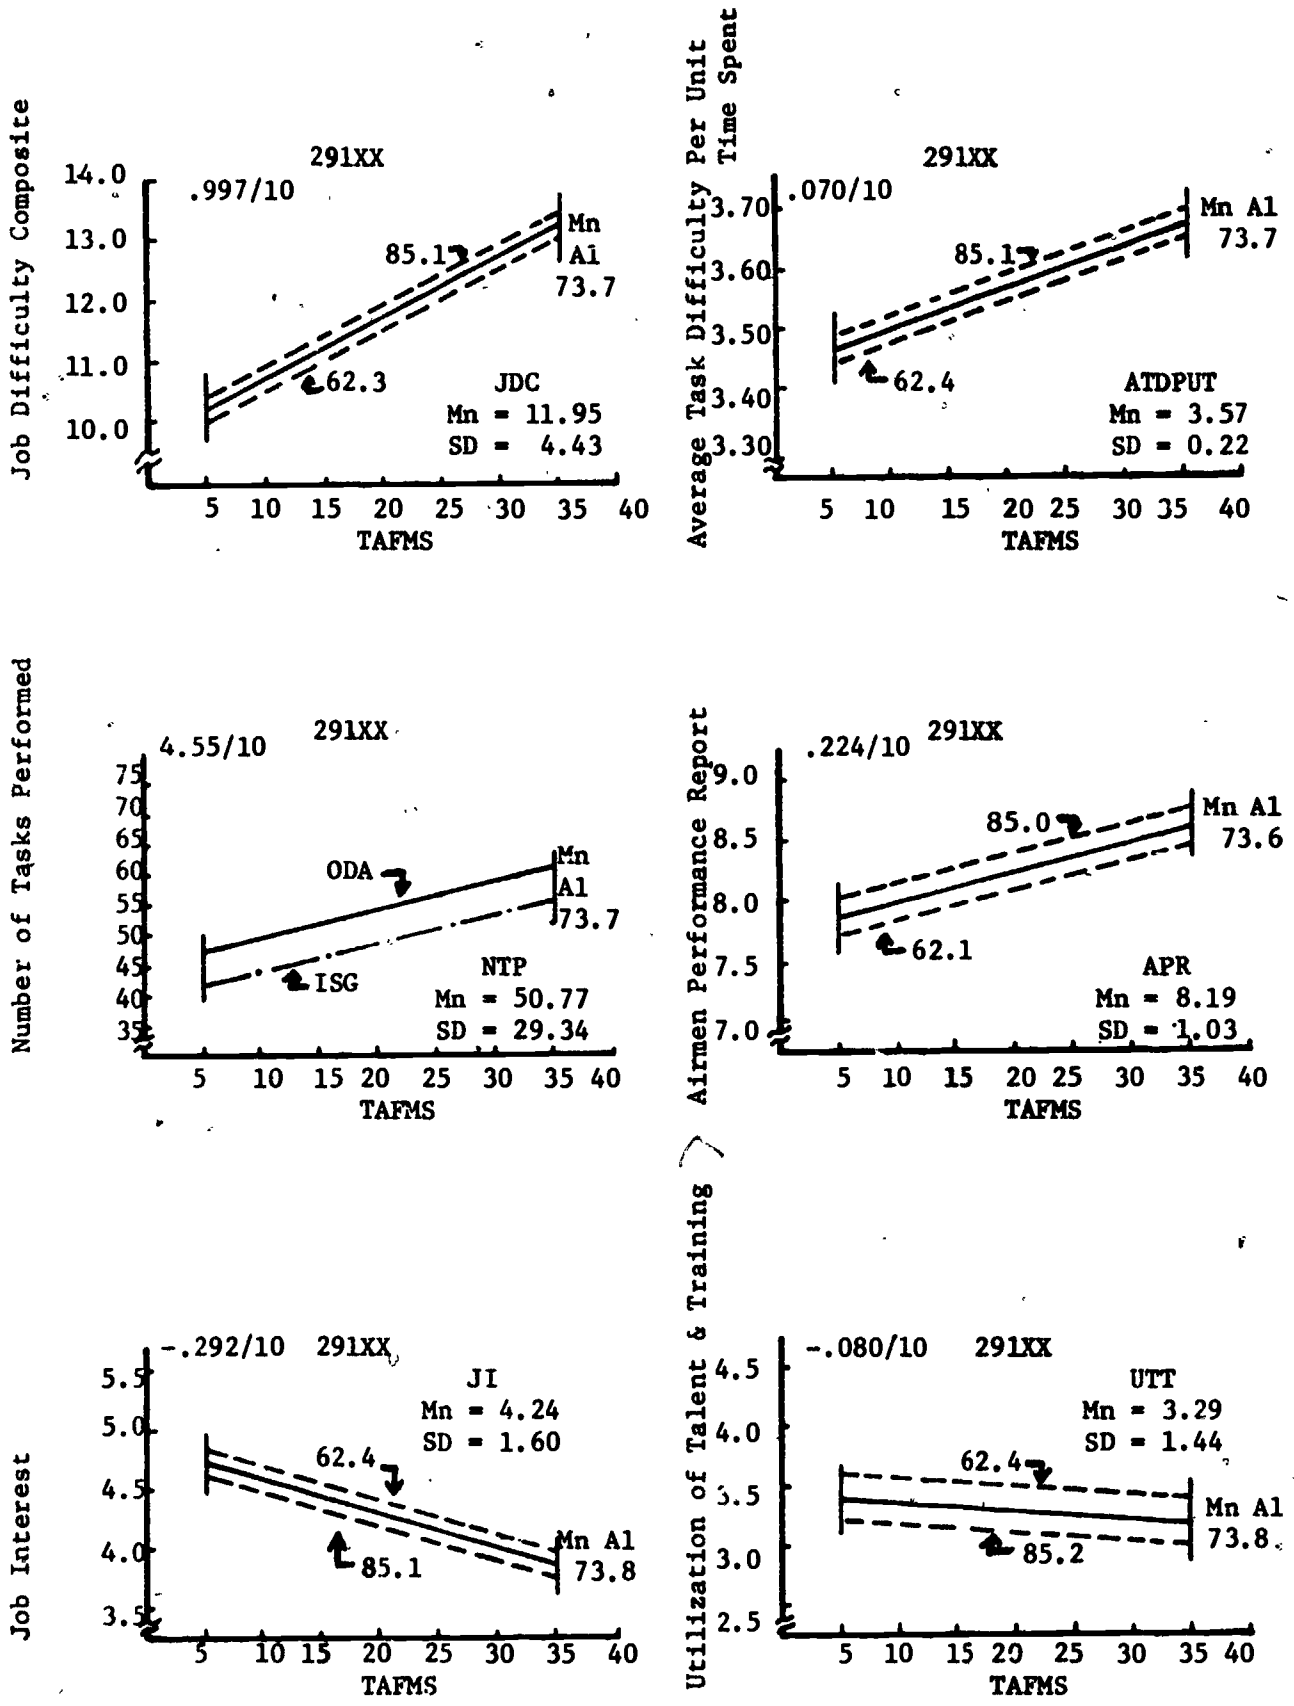 Job Difficulty Composite
291XX
.997/10
14.0
13.0
12.0
11.0
10.0
85.1
62.3
Mn
Al
73.7
JDC
Mn = 11.95
SD = 4.43
5 10 15 20 25 30 35 40
TAFMS
Average Task Difficulty Per Unit
Time Spent
291XX
.070/10
3.70
3.60
3.50
3.40
3.30
85.1
62.4
Mn Al
73.7
ATDPUT
Mn = 3.57
SD = 0.22
5 10 15 20 25 30 35 40
TAFMS
Number of Tasks Performed
291XX
4.55/10
75
70
65
60
55
50
45
40
35
ODA
ISG
Mn
Al
73.7
NTP
Mn = 50.77
SD = 29.34
5 10 15 20 25 30 35 40
TAFMS
Airmen Performance Report
291XX
.224/10
9.0
8.5
8.0
7.5
7.0
85.0
62.1
Mn Al
73.6
APR
Mn = 8.19
SD = 1.03
5 10 15 20 25 30 35 40
TAFMS
Job Interest
-.292/10 291XX
5.5
5.0
4.5
4.0
3.5
JI
Mn = 4.24
SD = 1.60
62.4
85.1
Mn Al
73.8
5 10 15 20 25 30 35 40
TAFMS
Utilization of Talent & Training
-.080/10 291XX
4.5
4.0
3.5
3.0
2.5
UTT
Mn = 3.29
SD = 1.44
62.4
85.2
Mn Al
73.8
5 10 15 20 25 30 35 40
TAFMS